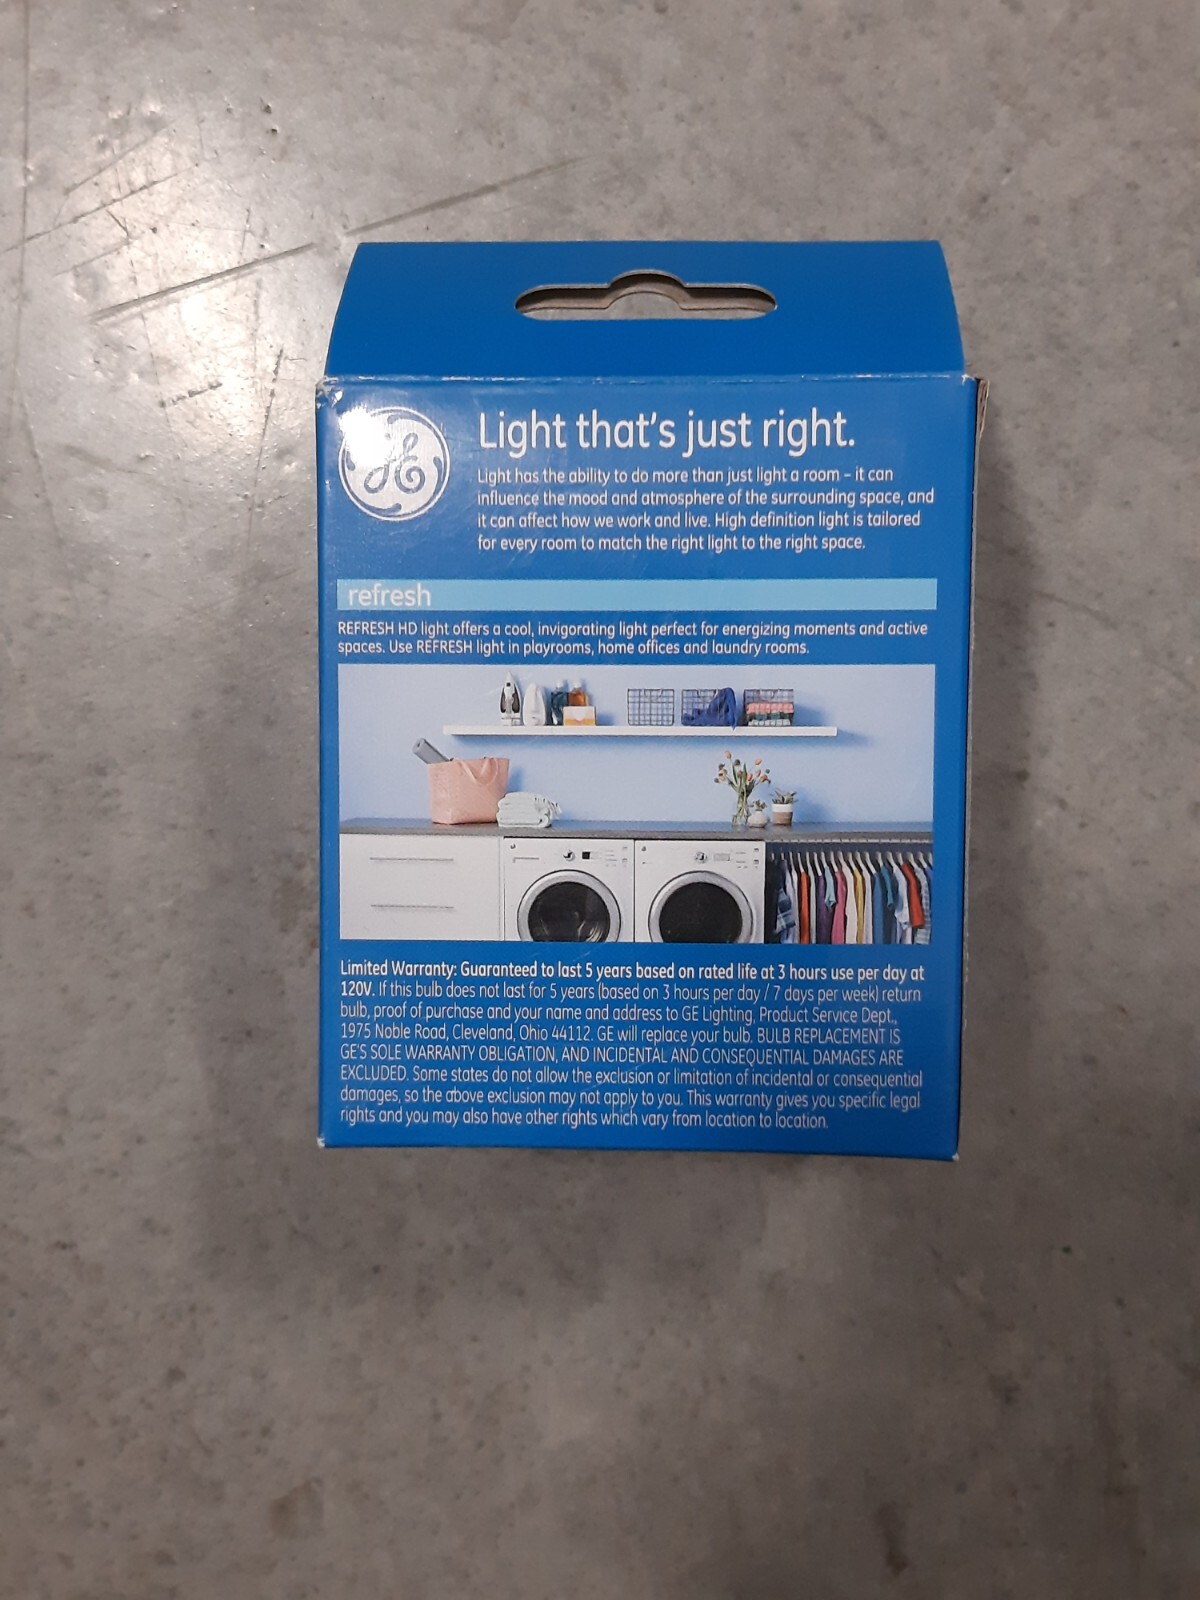 GE
Light that's just right.
Light has the ability to do more than just light a room – it can
influence the mood and atmosphere of the surrounding space, and
it can affect how we work and live. High definition light is tailored
for every room to match the right light to the right space.
refresh
REFRESH HD light offers a cool, invigorating light perfect for energizing moments and active
spaces. Use REFRESH light in playrooms, home offices and laundry rooms.
Limited Warranty: Guaranteed to last 5 years based on rated life at 3 hours use per day at
120V. If this bulb does not last for 5 years (based on 3 hours per day / 7 days per week) return
bulb, proof of purchase and your name and address to GE Lighting, Product Service Dept.,
1975 Noble Road, Cleveland, Ohio 44112. GE will replace your bulb. BULB REPLACEMENT IS
GE'S SOLE WARRANTY OBLIGATION, AND INCIDENTAL AND CONSEQUENTIAL DAMAGES ARE
EXCLUDED. Some states do not allow the exclusion or limitation of incidental or consequential
damages, so the above exclusion may not apply to you. This warranty gives you specific legal
rights and you may also have other rights which vary from location to location.